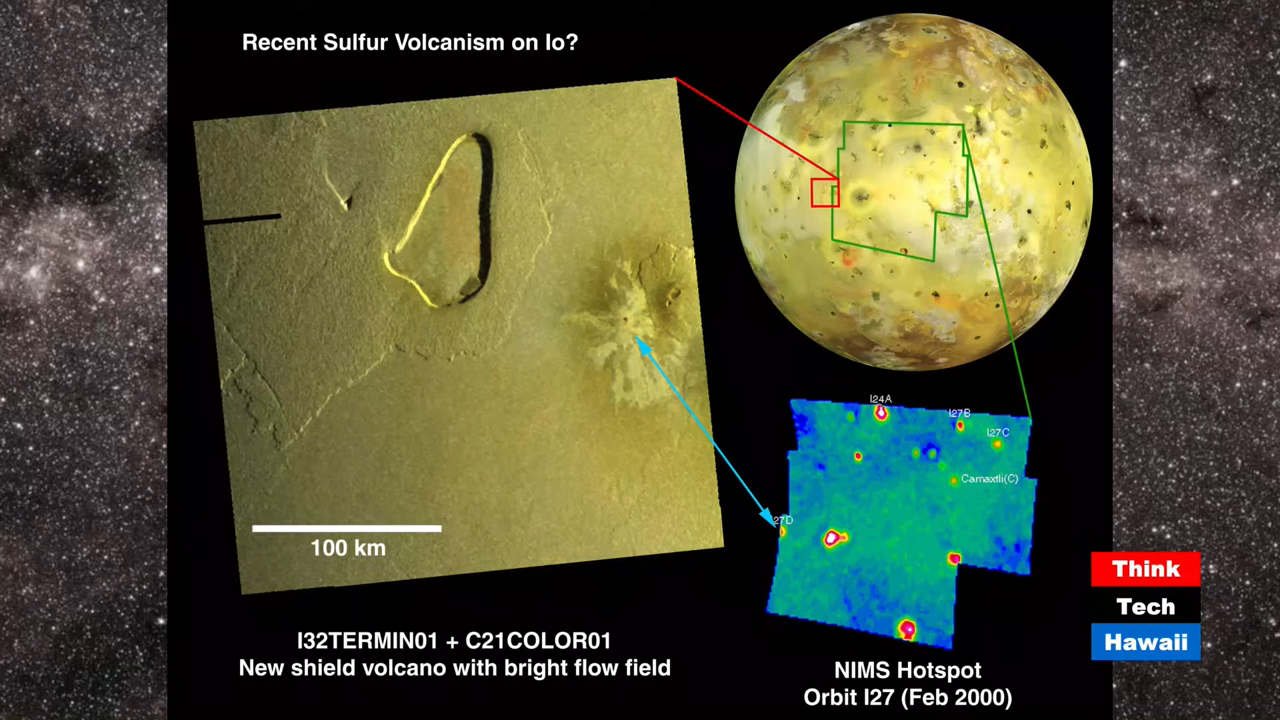 Recent Sulfur Volcanism on Io?
100 km
I32TERMIN01 + C21COLOR01
New shield volcano with bright flow field
I24A
I27B
I27C
Camaxtli(C)
27D
NIMS Hotspot
Orbit I27 (Feb 2000)
Think
Tech
Hawaii